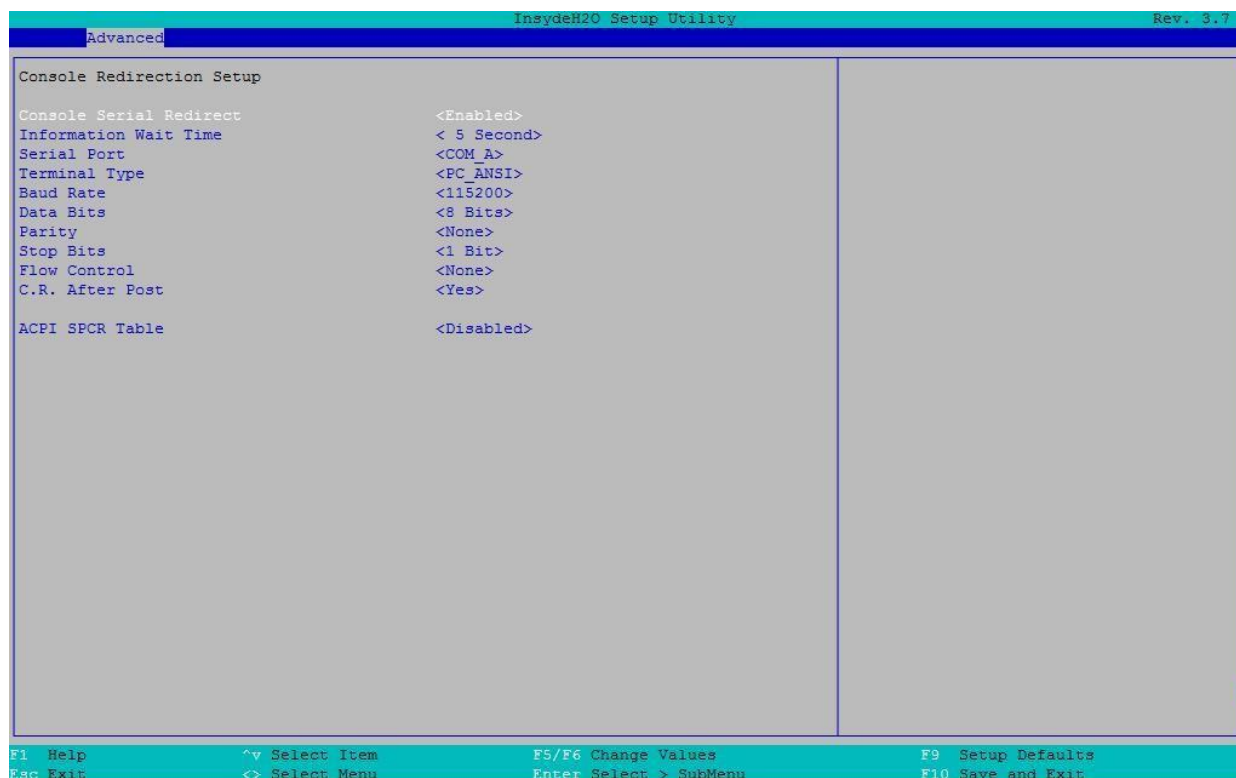 InsydeH2O Setup Utility Rev. 3.7
Advanced
Console Redirection Setup
Console Serial Redirect <Enabled>
Information Wait Time < 5 Second>
Serial Port <COM_A>
Terminal Type <PC_ANSI>
Baud Rate <115200>
Data Bits <8 Bits>
Parity <None>
Stop Bits <1 Bit>
Flow Control <None>
C.R. After Post <Yes>
ACPI SPCR Table <Disabled>
F1 Help ^v Select Item F5/F6 Change Values F9 Setup Defaults
Esc Exit <> Select Menu Enter Select > SubMenu F10 Save and Exit